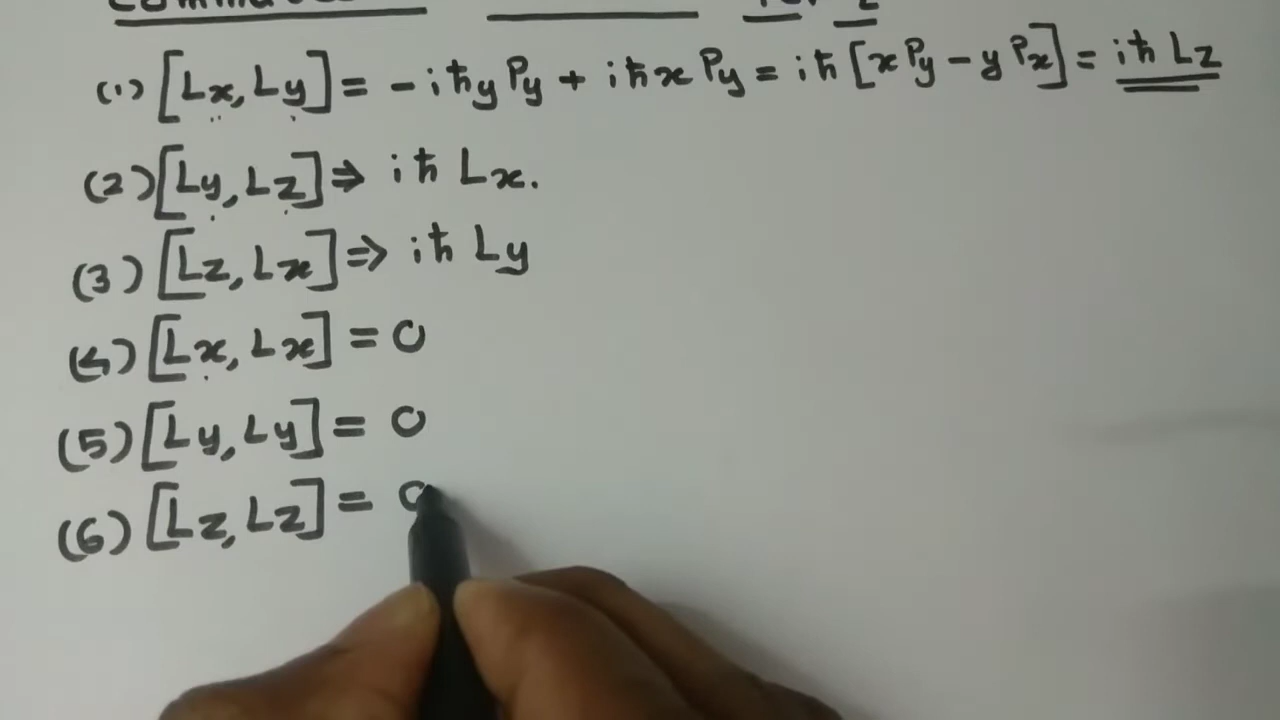 (1) [Lx, Ly] = -iħy Py + iħx Py = iħ [x Py - y Px] = iħ Lz
(2) [Ly, Lz] ⇒ iħ Lx.
(3) [Lz, Lx] ⇒ iħ Ly
(4) [Lx, Lx] = 0
(5) [Ly, Ly] = 0
(6) [Lz, Lz] = 0